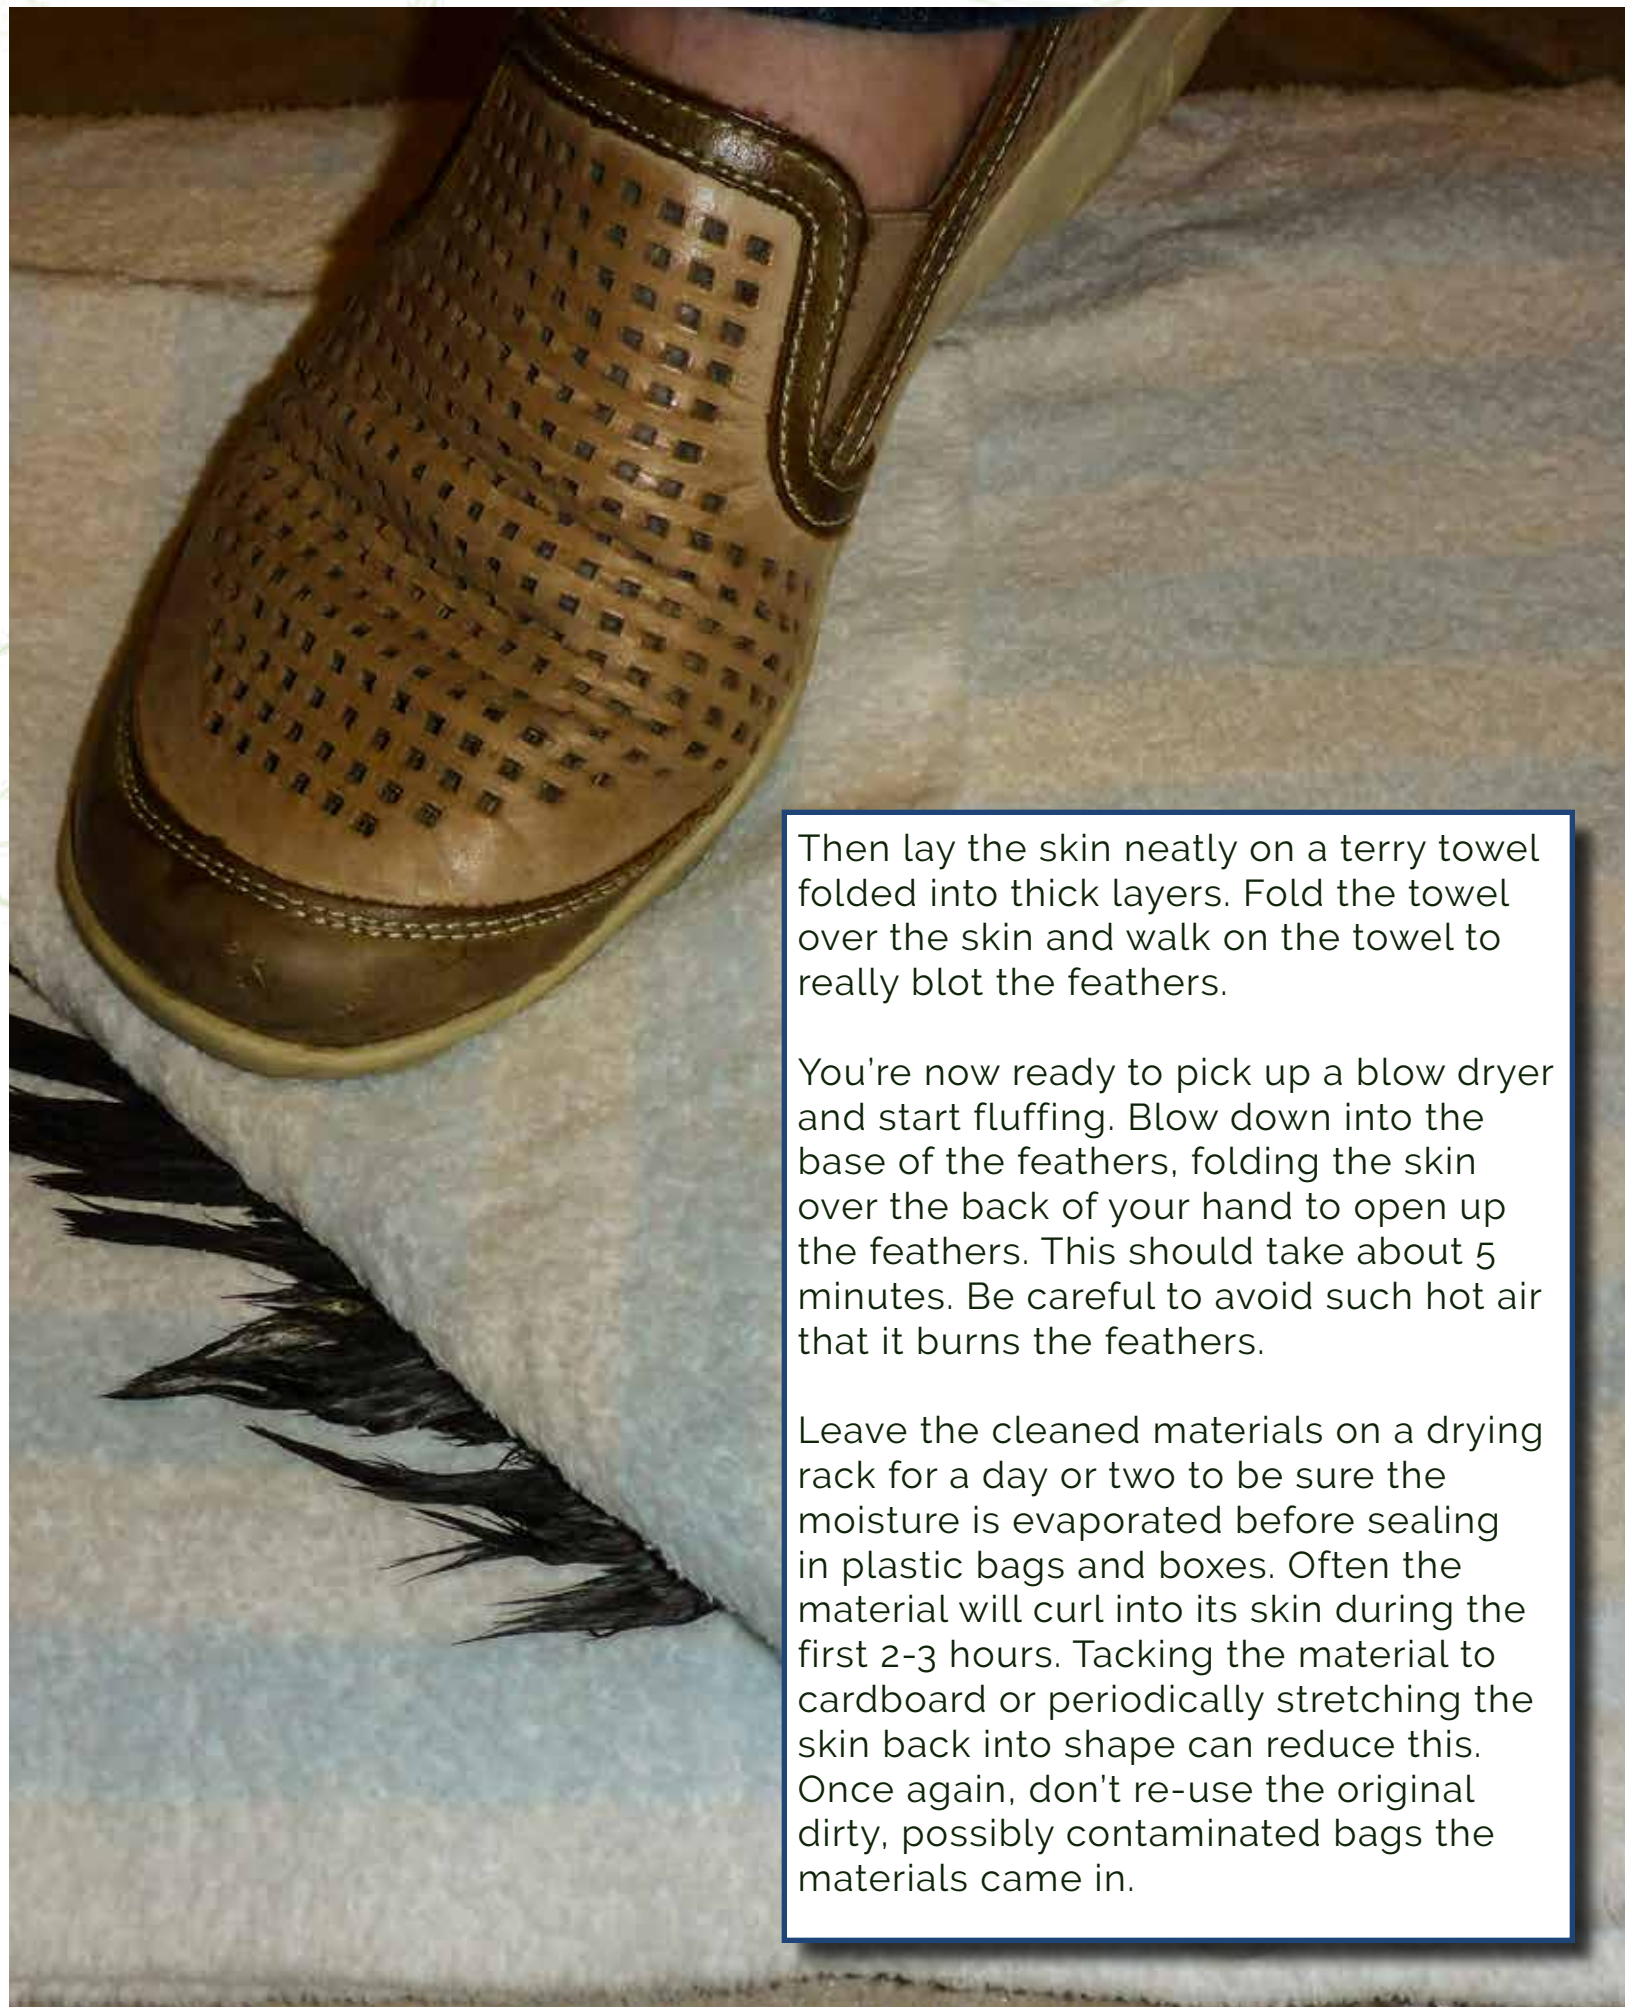 Then lay the skin neatly on a terry towel
folded into thick layers. Fold the towel
over the skin and walk on the towel to
really blot the feathers.
You’re now ready to pick up a blow dryer
and start fluffing. Blow down into the
base of the feathers, folding the skin
over the back of your hand to open up
the feathers. This should take about 5
minutes. Be careful to avoid such hot air
that it burns the feathers.
Leave the cleaned materials on a drying
rack for a day or two to be sure the
moisture is evaporated before sealing
in plastic bags and boxes. Often the
material will curl into its skin during the
first 2-3 hours. Tacking the material to
cardboard or periodically stretching the
skin back into shape can reduce this.
Once again, don’t re-use the original
dirty, possibly contaminated bags the
materials came in.